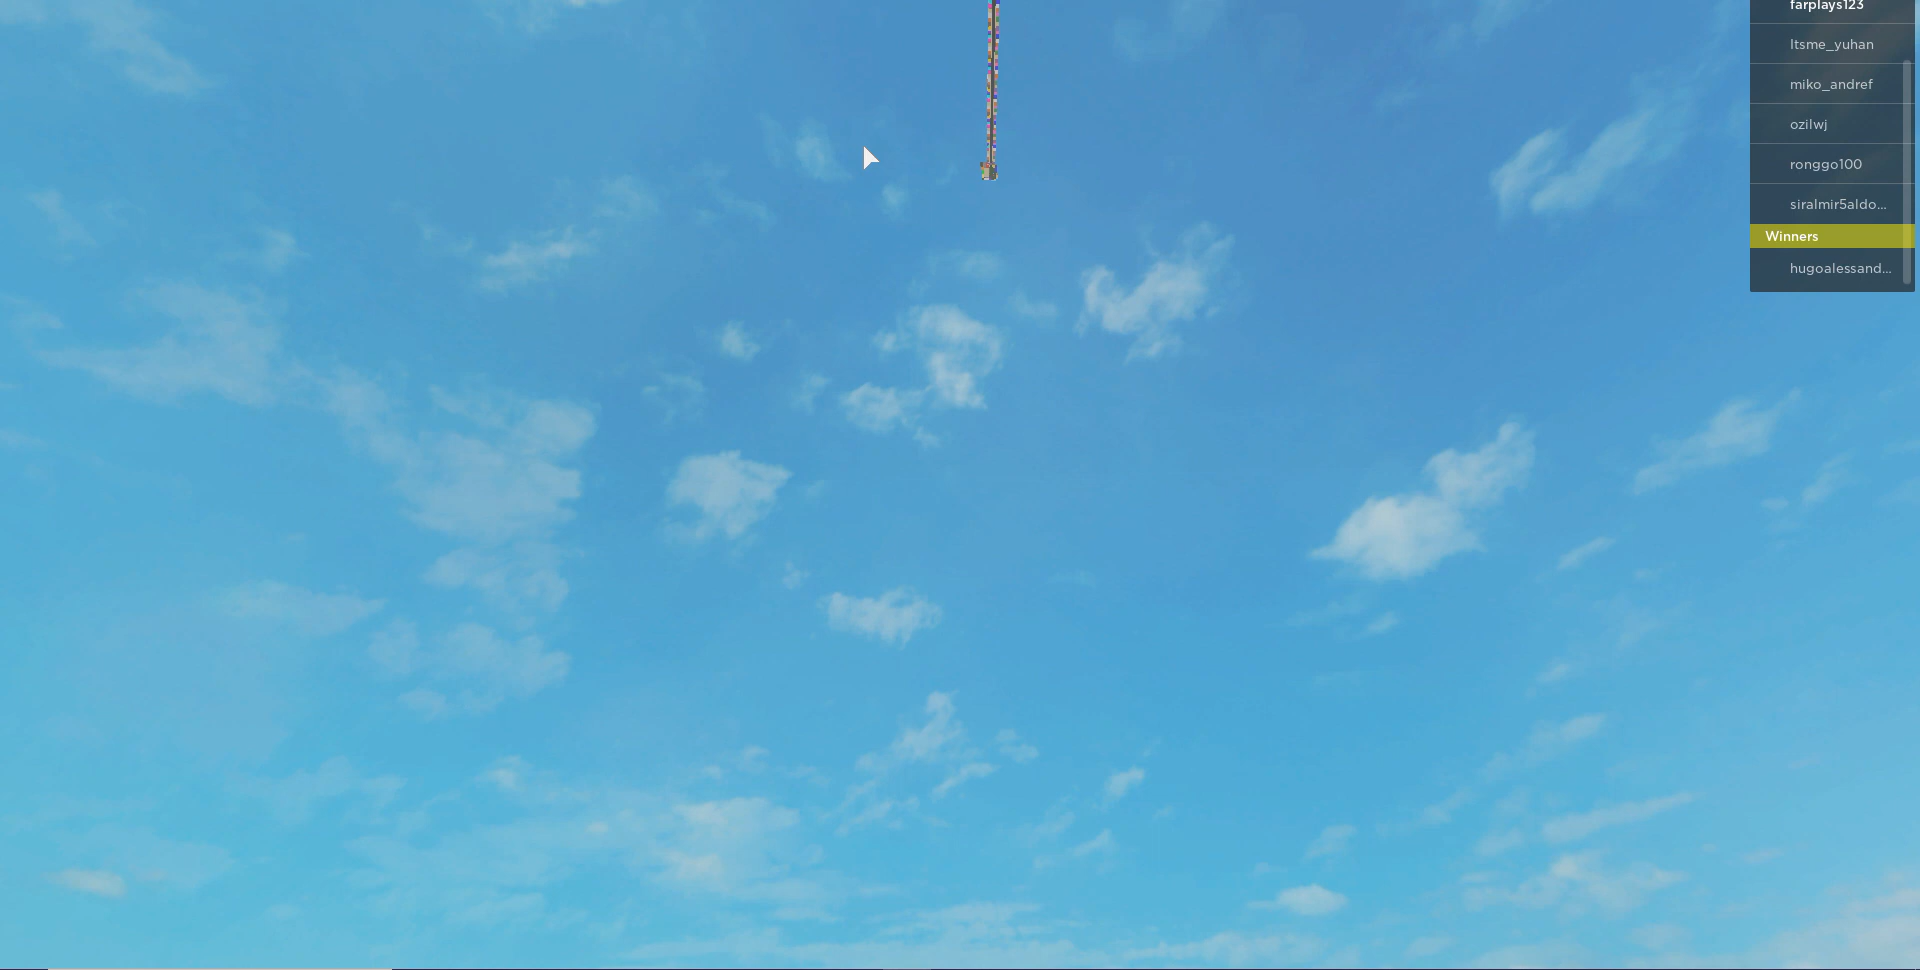 farplays123
Itsme_yuhan
miko_andref
ozilwj
ronggo100
siralmir5aldo...
Winners
hugoalessand...